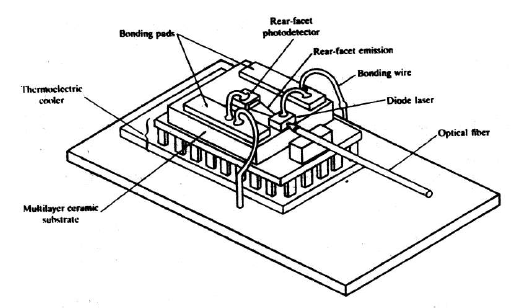 Rear-facet
photodetector
Bonding pads
Rear-facet emission
Bonding wire
Thermoelectric
cooler
Diode laser
Optical fiber
Multilayer ceramic
substrate